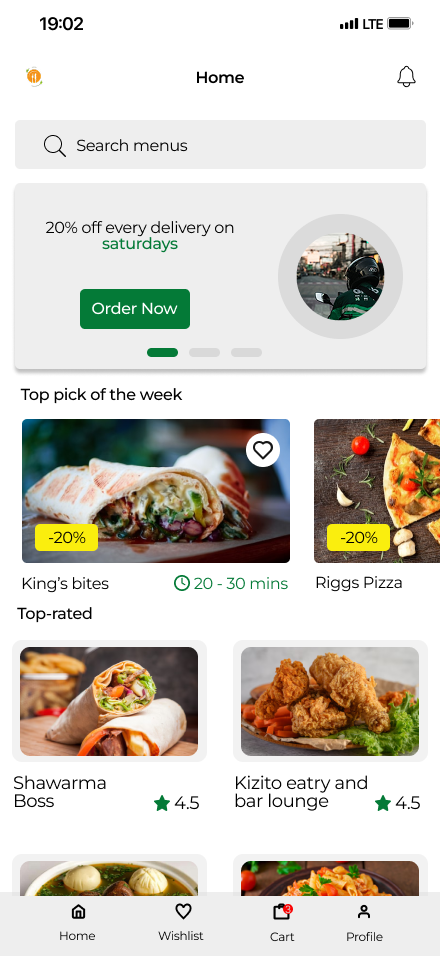 19:02
LTE
Home
Search menus
20% off every delivery on
saturdays
Order Now
Top pick of the week
-20%
-20%
King's bites
20 - 30 mins
Riggs Pizza
Top-rated
Shawarma
Boss
4.5
Kizito eatry and
bar lounge
4.5
3
Home
Wishlist
Cart
Profile